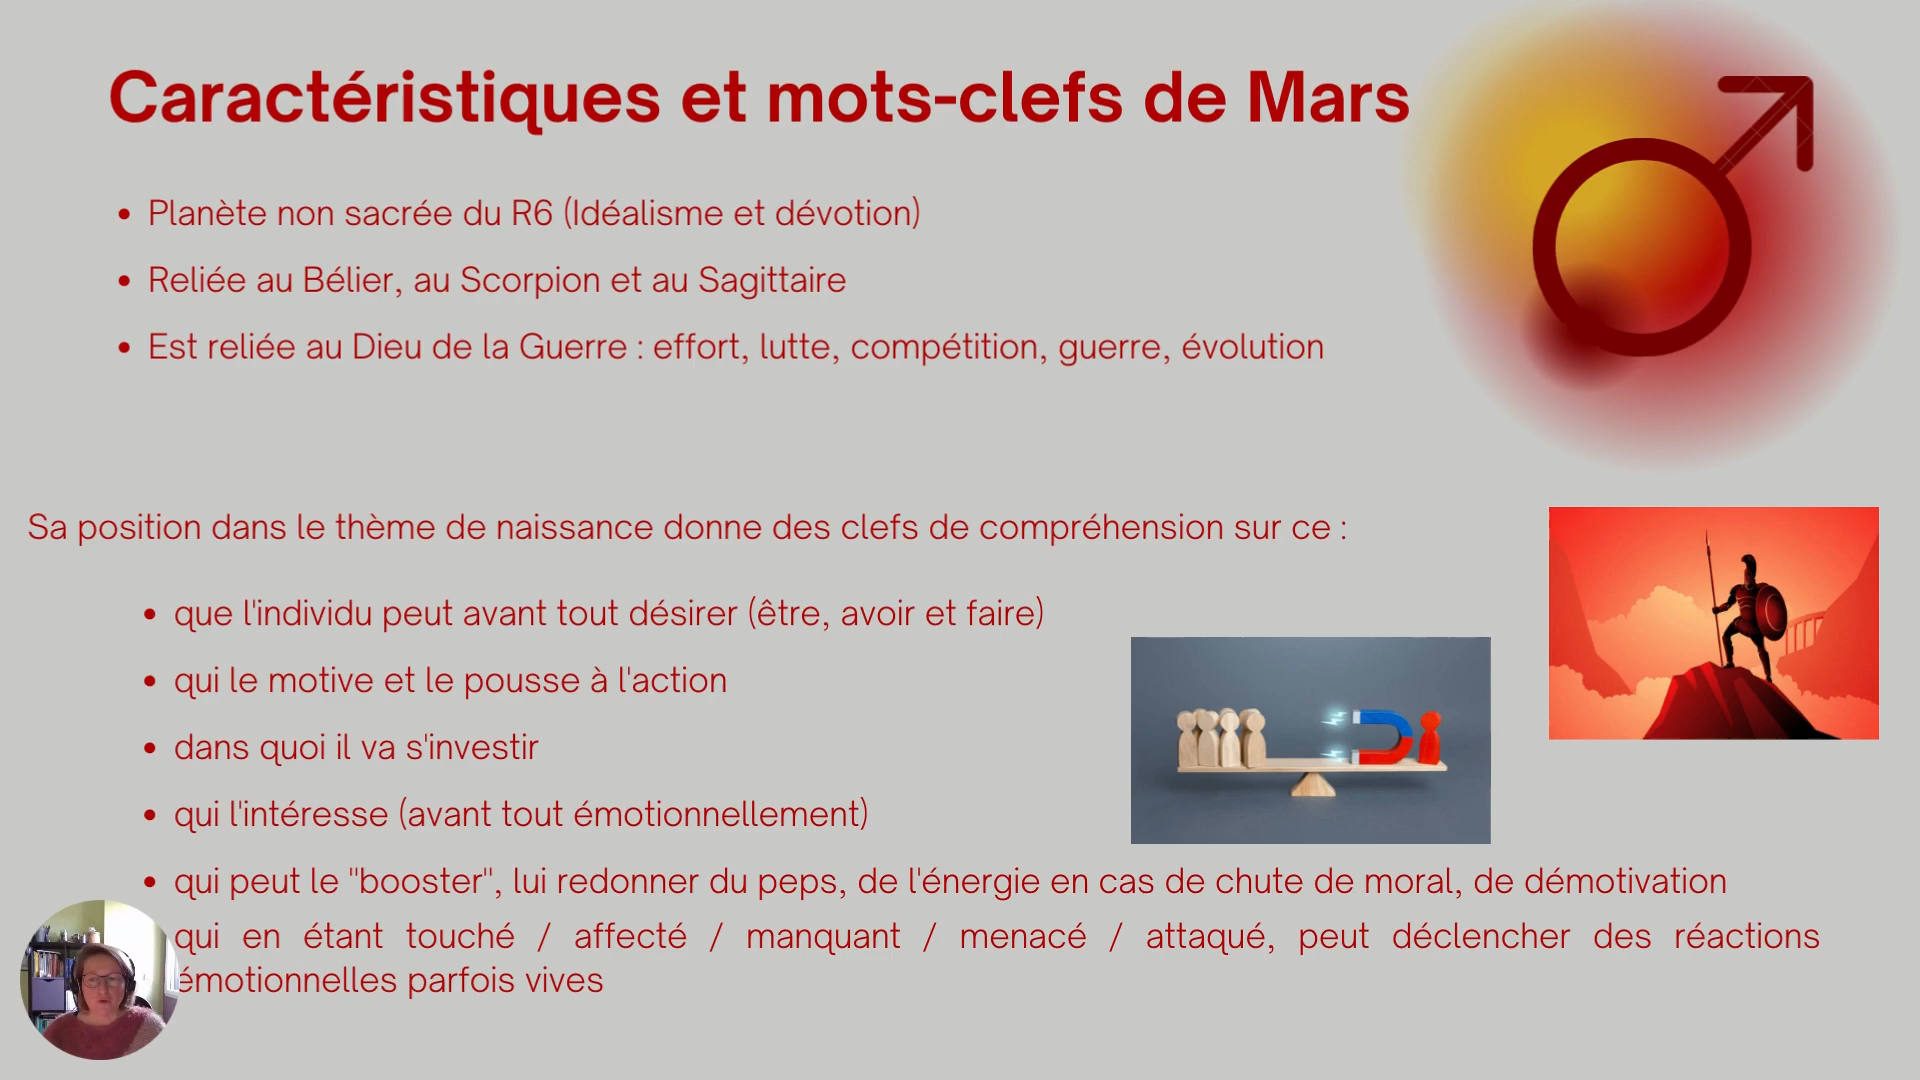 Caractéristiques et mots-clefs de Mars
• Planète non sacrée du R6 (Idéalisme et dévotion)
• Reliée au Bélier, au Scorpion et au Sagittaire
• Est reliée au Dieu de la Guerre : effort, lutte, compétition, guerre, évolution
Sa position dans le thème de naissance donne des clefs de compréhension sur ce :
• que l'individu peut avant tout désirer (être, avoir et faire)
• qui le motive et le pousse à l'action
• dans quoi il va s'investir
• qui l'intéresse (avant tout émotionnellement)
• qui peut le "booster", lui redonner du peps, de l'énergie en cas de chute de moral, de démotivation
qui en étant touché / affecté / manquant / menacé / attaqué, peut déclencher des réactions
émotionnelles parfois vives